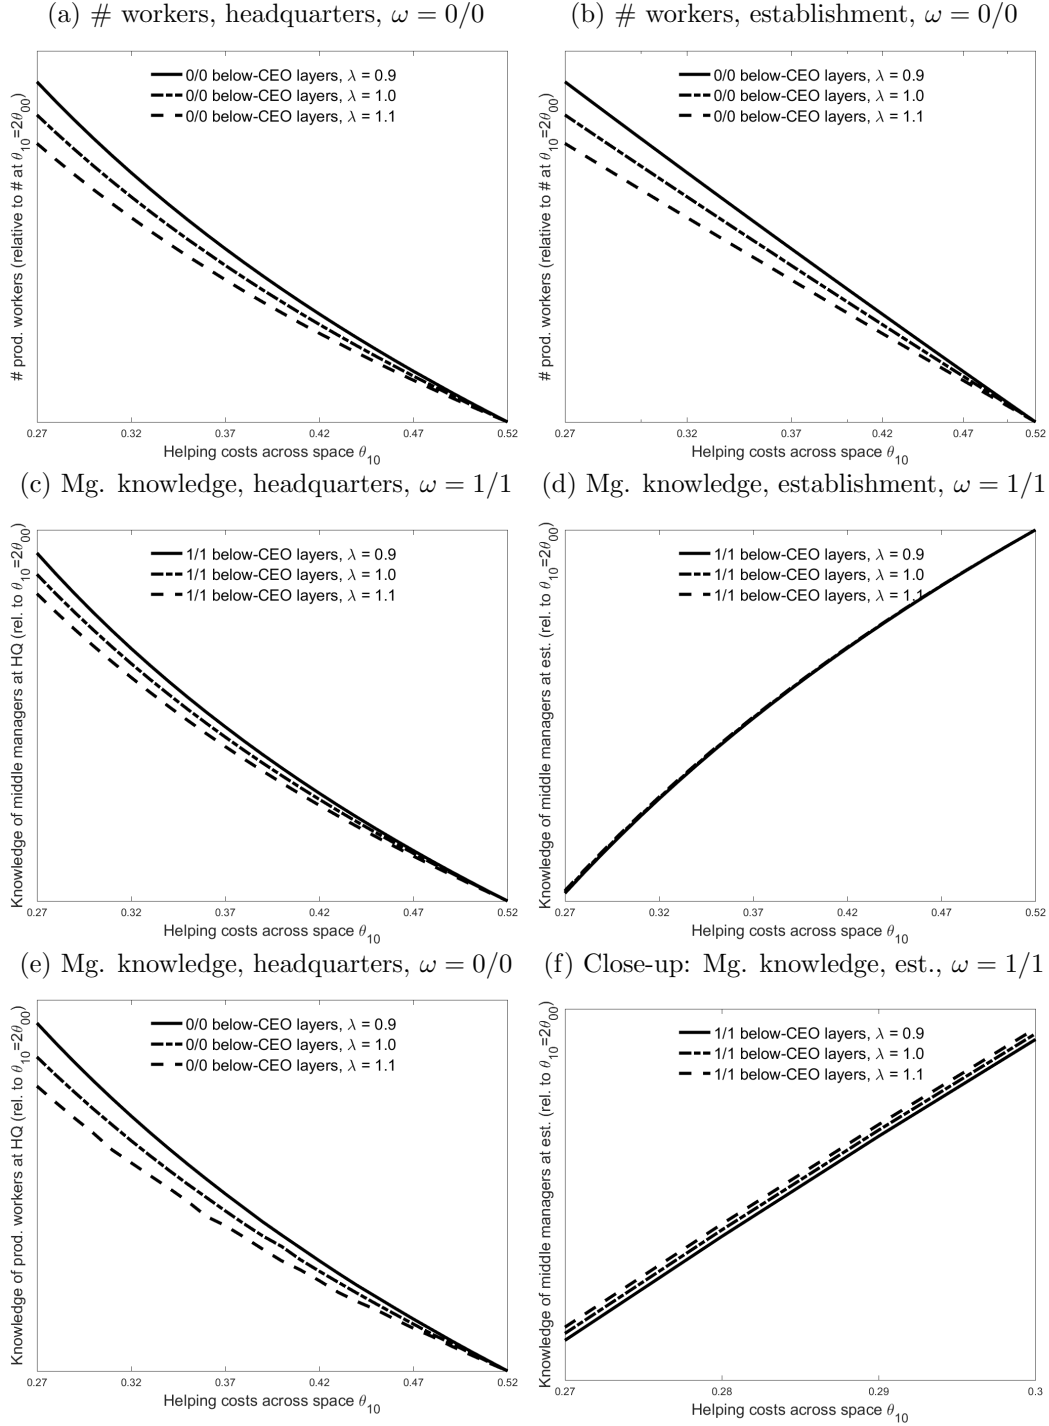 (a) # workers, headquarters, ω = 0/0
# prod. workers (relative to # at θ10=2θ00)
0/0 below-CEO layers, λ = 0.9
0/0 below-CEO layers, λ = 1.0
0/0 below-CEO layers, λ = 1.1
0.27 0.32 0.37 0.42 0.47 0.52
Helping costs across space θ10
(b) # workers, establishment, ω = 0/0
# prod. workers (relative to # at θ10=2θ00)
0/0 below-CEO layers, λ = 0.9
0/0 below-CEO layers, λ = 1.0
0/0 below-CEO layers, λ = 1.1
0.27 0.32 0.37 0.42 0.47 0.52
Helping costs across space θ10
(c) Mg. knowledge, headquarters, ω = 1/1
Knowledge of middle managers at HQ (rel. to θ10=2θ00)
1/1 below-CEO layers, λ = 0.9
1/1 below-CEO layers, λ = 1.0
1/1 below-CEO layers, λ = 1.1
0.27 0.32 0.37 0.42 0.47 0.52
Helping costs across space θ10
(d) Mg. knowledge, establishment, ω = 1/1
Knowledge of middle managers at est. (rel. to θ10=2θ00)
1/1 below-CEO layers, λ = 0.9
1/1 below-CEO layers, λ = 1.0
1/1 below-CEO layers, λ = 1.1
0.27 0.32 0.37 0.42 0.47 0.52
Helping costs across space θ10
(e) Mg. knowledge, headquarters, ω = 0/0
Knowledge of prod. workers at HQ (rel. to θ10=2θ00)
0/0 below-CEO layers, λ = 0.9
0/0 below-CEO layers, λ = 1.0
0/0 below-CEO layers, λ = 1.1
0.27 0.32 0.37 0.42 0.47 0.52
Helping costs across space θ10
(f) Close-up: Mg. knowledge, est., ω = 1/1
Knowledge of middle managers at est. (rel. to θ10=2θ00)
1/1 below-CEO layers, λ = 0.9
1/1 below-CEO layers, λ = 1.0
1/1 below-CEO layers, λ = 1.1
0.27 0.28 0.29 0.3
Helping costs across space θ10